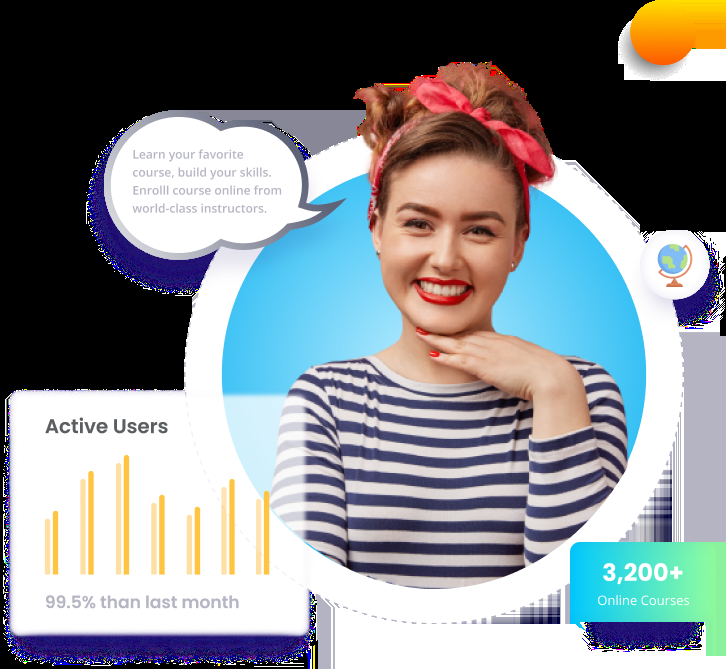 Learn your favorite
course, build your skills.
Enrolll course online from
world-class instructors.
Active Users
99.5% than last month
3,200+
Online Courses